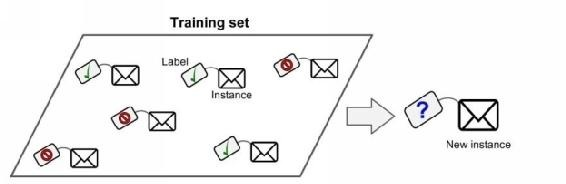 Training set
Label
Instance
?
New instance